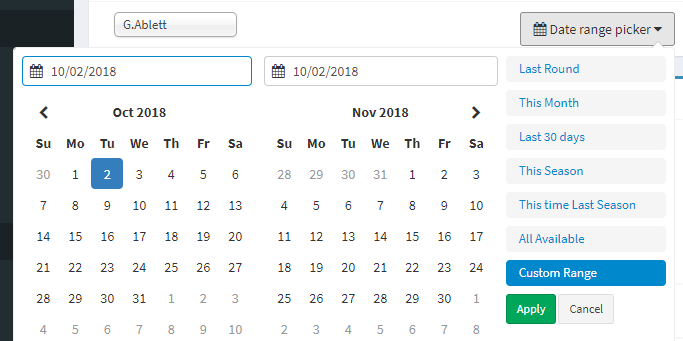 G.Ablett
Date range picker
10/02/2018
10/02/2018
Oct 2018
Su Mo Tu We Th Fr Sa
30 1 2 3 4 5 6
7 8 9 10 11 12 13
14 15 16 17 18 19 20
21 22 23 24 25 26 27
28 29 30 31 1 2 3
4 5 6 7 8 9 10
Nov 2018
Su Mo Tu We Th Fr Sa
28 29 30 31 1 2 3
4 5 6 7 8 9 10
11 12 13 14 15 16 17
18 19 20 21 22 23 24
25 26 27 28 29 30 1
2 3 4 5 6 7 8
Last Round
This Month
Last 30 days
This Season
This time Last Season
All Available
Custom Range
Apply
Cancel